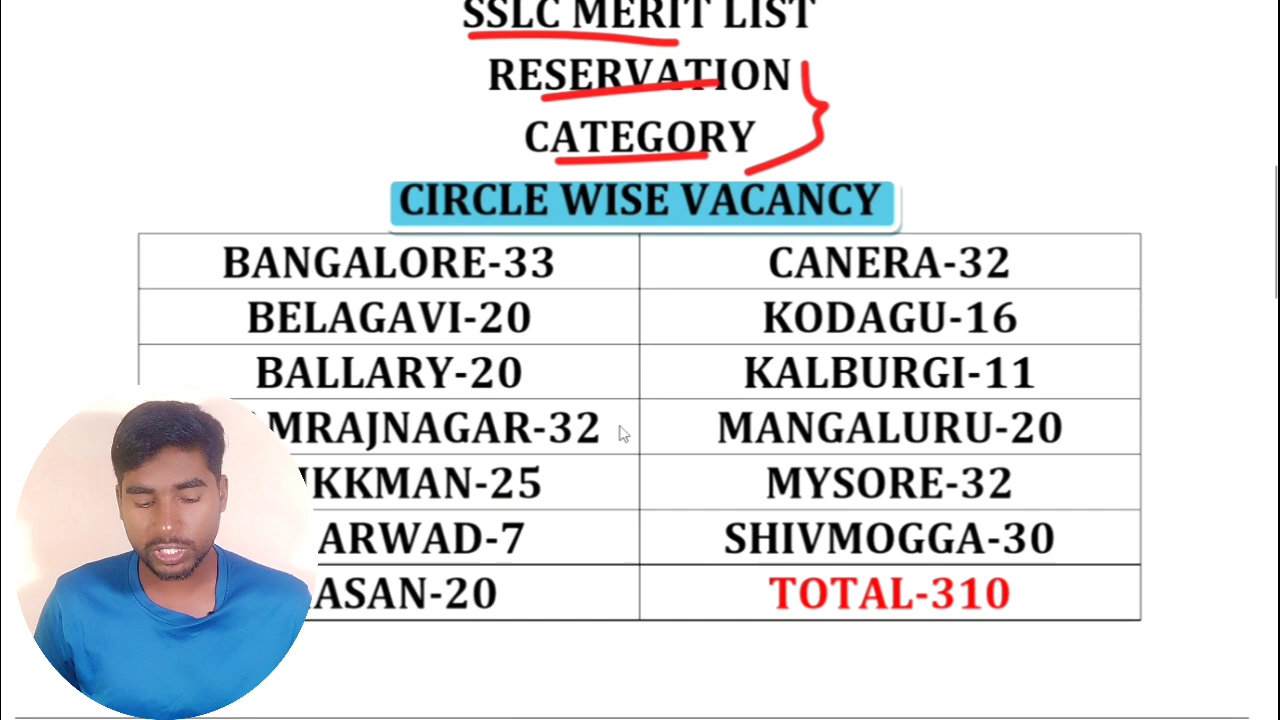 SSLC MERIT LIST
RESERVATION
CATEGORY
CIRCLE WISE VACANCY
BANGALORE-33 CANERA-32
BELAGAVI-20 KODAGU-16
BALLARY-20 KALBURGI-11
MRAJNAGAR-32 MANGALURU-20
KKMAN-25 MYSORE-32
ARWAD-7 SHIVMOGGA-30
ASAN-20 TOTAL-310